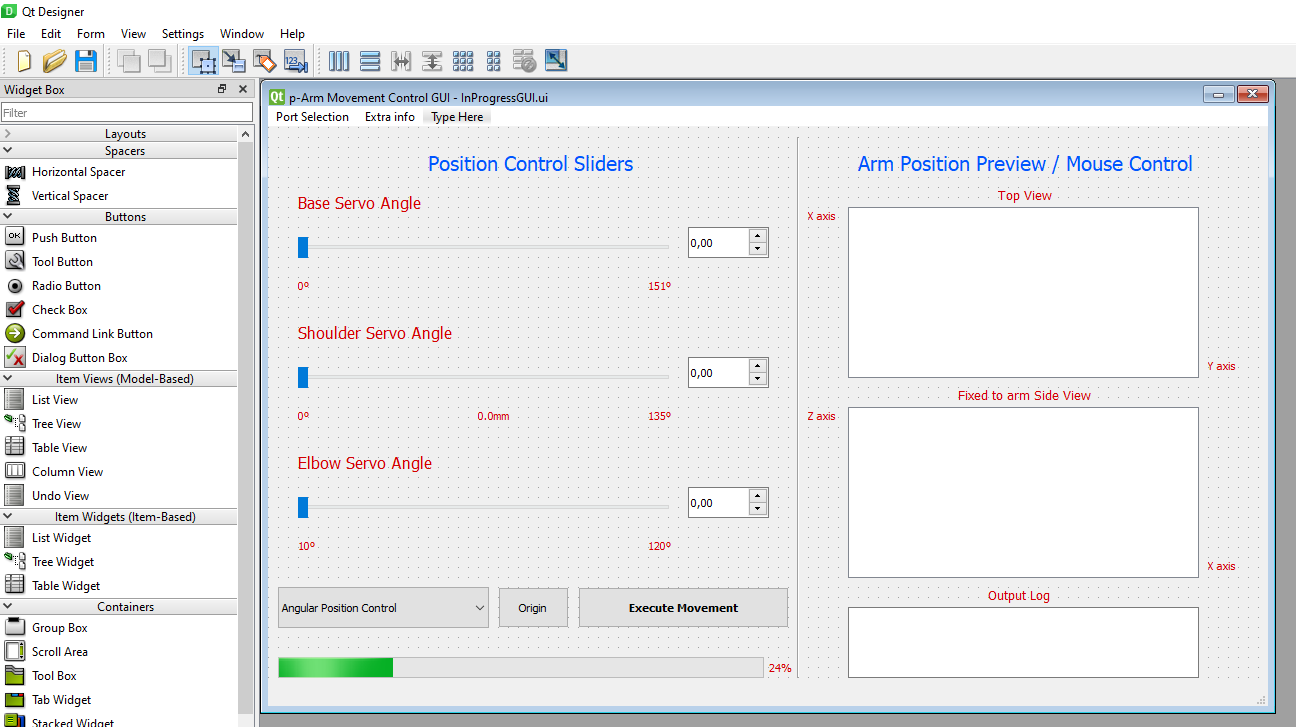 Qt Designer
File Edit Form View Settings Window Help
Widget Box
Filter
Layouts
Spacers
Horizontal Spacer
Vertical Spacer
Buttons
OK Push Button
Tool Button
Radio Button
Check Box
Command Link Button
Dialog Button Box
Item Views (Model-Based)
List View
Tree View
Table View
Column View
Undo View
Item Widgets (Item-Based)
List Widget
Tree Widget
Table Widget
Containers
Group Box
Scroll Area
Tool Box
Tab Widget
Stacked Widget
Qt p-Arm Movement Control GUI - InProgressGUI.ui
Port Selection Extra info Type Here
Position Control Sliders
Base Servo Angle
0,00
0º 151º
Shoulder Servo Angle
0,00
0º 0.0mm 135º
Elbow Servo Angle
0,00
10º 120º
Angular Position Control Origin Execute Movement
24%
Arm Position Preview / Mouse Control
Top View
X axis
Y axis
Fixed to arm Side View
Z axis
X axis
Output Log